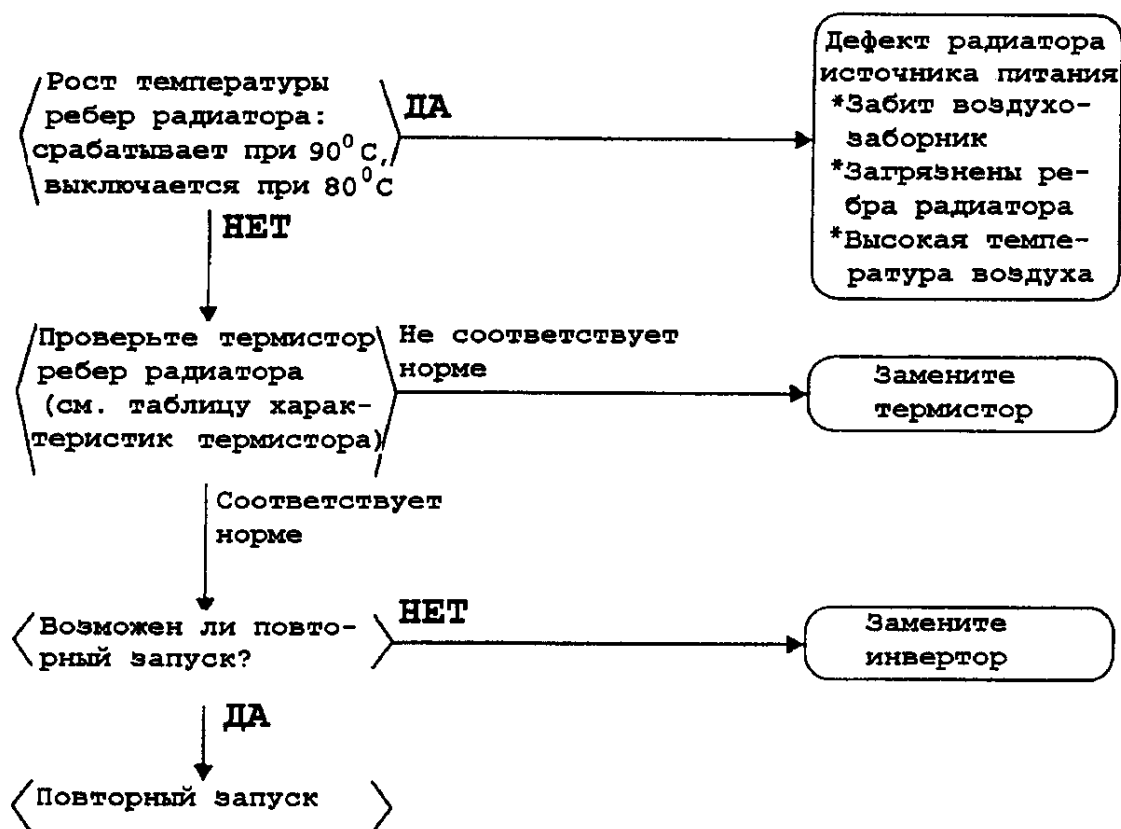 Рост температуры
ребер радиатора:
срабатывает при 90⁰С,
выключается при 80⁰С
ДА
Дефект радиатора
источника питания
*Забит воздухо-
заборник
*Загрязнены ре-
бра радиатора
*Высокая темпе-
ратура воздуха
НЕТ
Проверьте термистор
ребер радиатора
(см. таблицу харак-
теристик термистора)
Не соответствует
норме
Замените
термистор
Соответствует
норме
Возможен ли повто-
рный запуск?
НЕТ
Замените
инвертор
ДА
Повторный запуск